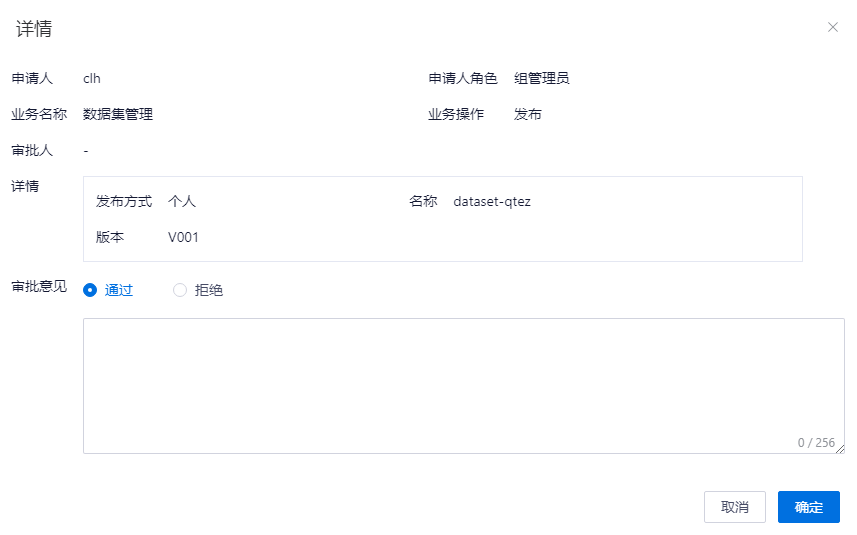 详情
申请人 clh 申请人角色 组管理员
业务名称 数据集管理 业务操作 发布
审批人 -
详情
发布方式 个人 名称 dataset-qtez
版本 V001
审批意见 通过 拒绝
0 / 256
取消 确定